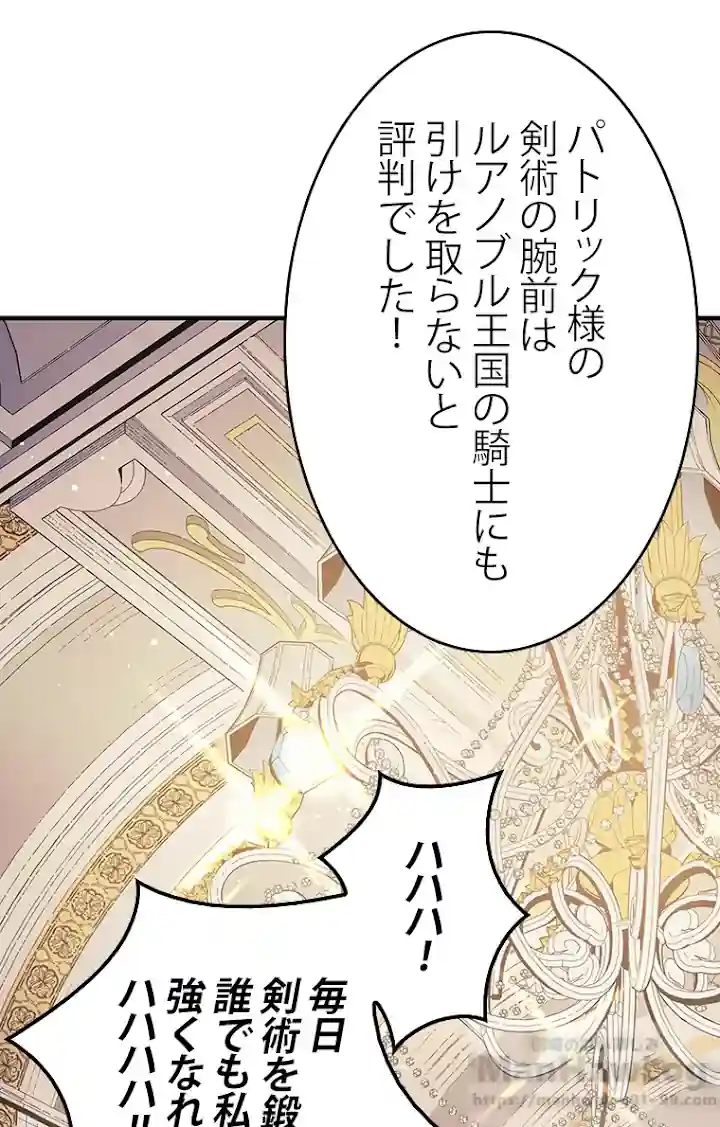 パトリック様の
剣術の腕前は
ルアノブル王国の騎士にも
引けを取らないと
評判でした！
ハハハ！
毎日
剣術を鍛
誰でも私
強くなれ
ハハハハ!!